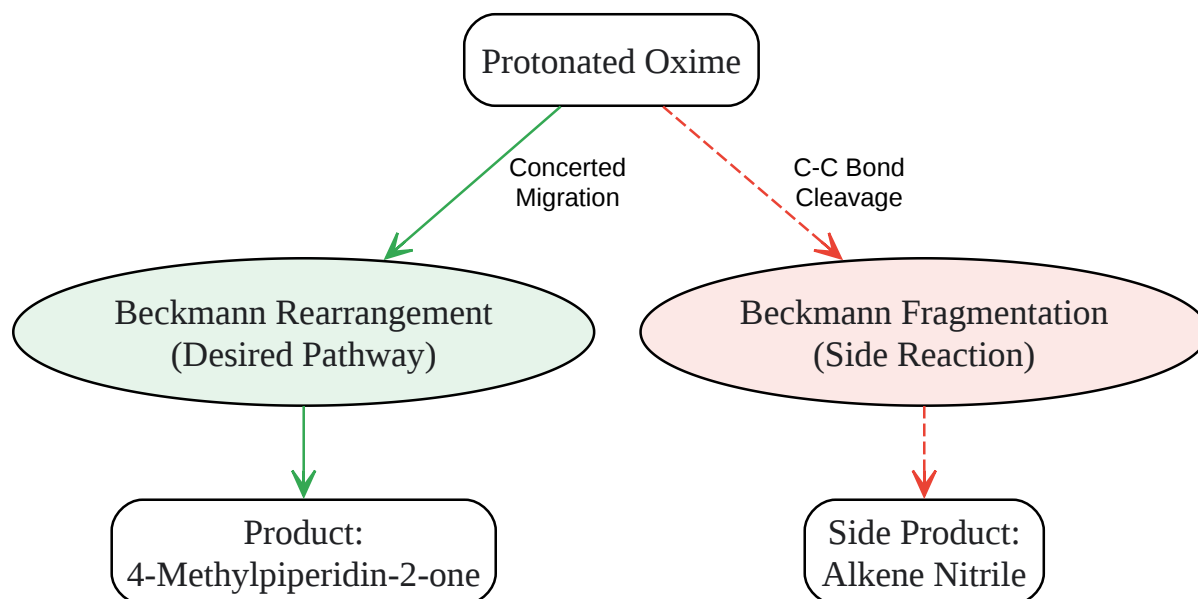 Protonated Oxime
Concerted
Migration
C-C Bond
Cleavage
Beckmann Rearrangement
(Desired Pathway)
Beckmann Fragmentation
(Side Reaction)
Product:
4-Methylpiperidin-2-one
Side Product:
Alkene Nitrile